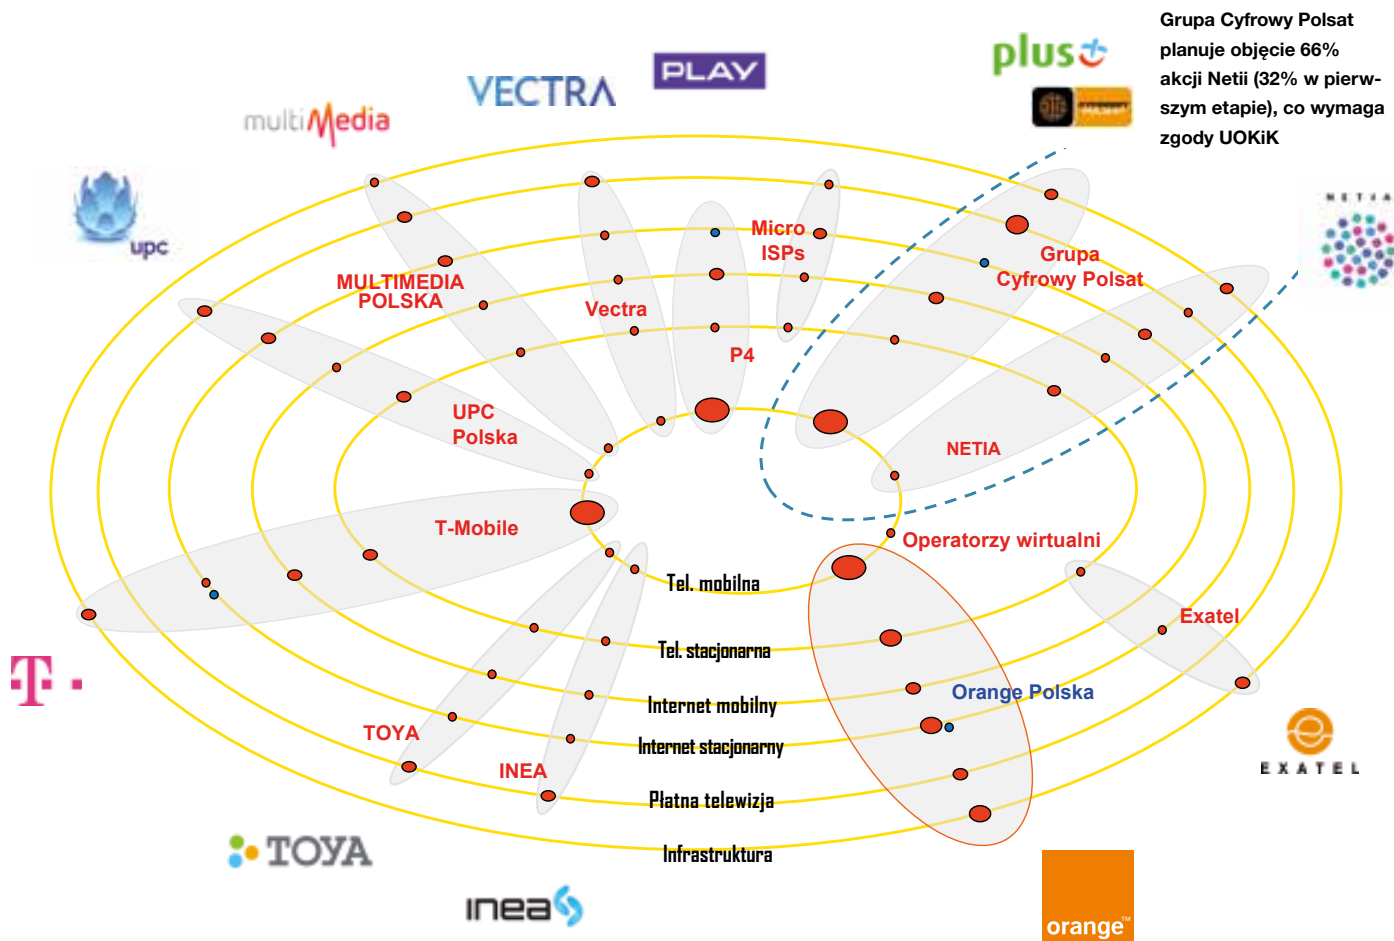 Grupa Cyfrowy Polsat
planuje objęcie 66%
akcji Netii (32% w pierw-
szym etapie), co wymaga
zgody UOKiK
plus
PLAY
VECTRA
multiMedia
upc
NETIA
Micro
ISPs
Grupa
Cyfrowy Polsat
MULTIMEDIA
POLSKA
Vectra
P4
UPC
Polska
NETIA
T-Mobile
Operatorzy wirtualni
Tel. mobilna
Exatel
Tel. stacjonarna
Orange Polska
Internet mobilny
TOYA
Internet stacjonarny
INEA
Płatna telewizja
Infrastruktura
T
EXATEL
TOYA
inea
orange™